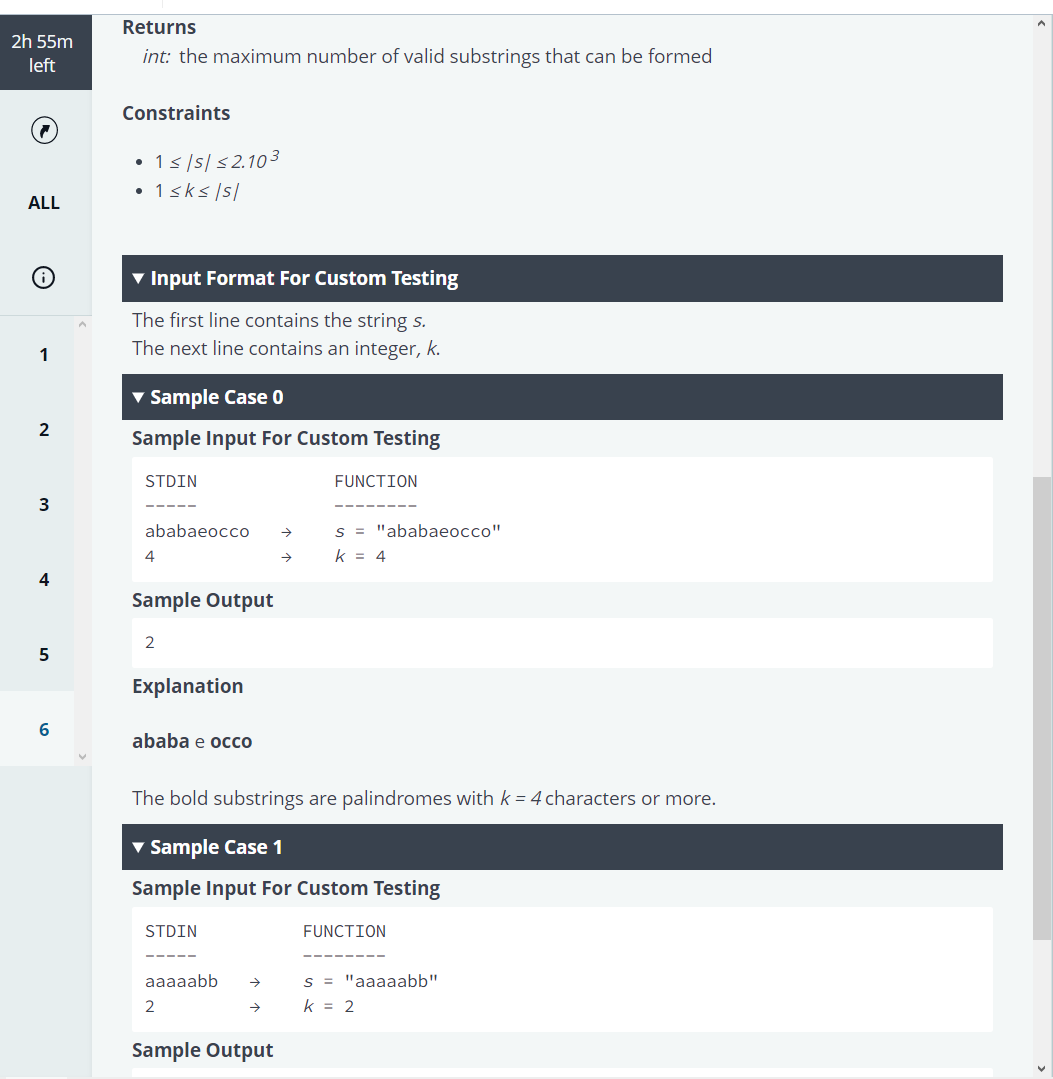 2h 55m
left
ALL
1
2
3
4
5
6
Returns
int: the maximum number of valid substrings that can be formed
Constraints
• 1 ≤ |s| ≤ 2.10 3
• 1 ≤ k ≤ |s|
▼ Input Format For Custom Testing
The first line contains the string s.
The next line contains an integer, k.
▼ Sample Case 0
Sample Input For Custom Testing
STDIN FUNCTION
----- --------
ababaeocco → s = "ababaeocco"
4 → k = 4
Sample Output
2
Explanation
ababa e occo
The bold substrings are palindromes with k = 4 characters or more.
▼ Sample Case 1
Sample Input For Custom Testing
STDIN FUNCTION
----- --------
aaaaabb → s = "aaaaabb"
2 → k = 2
Sample Output